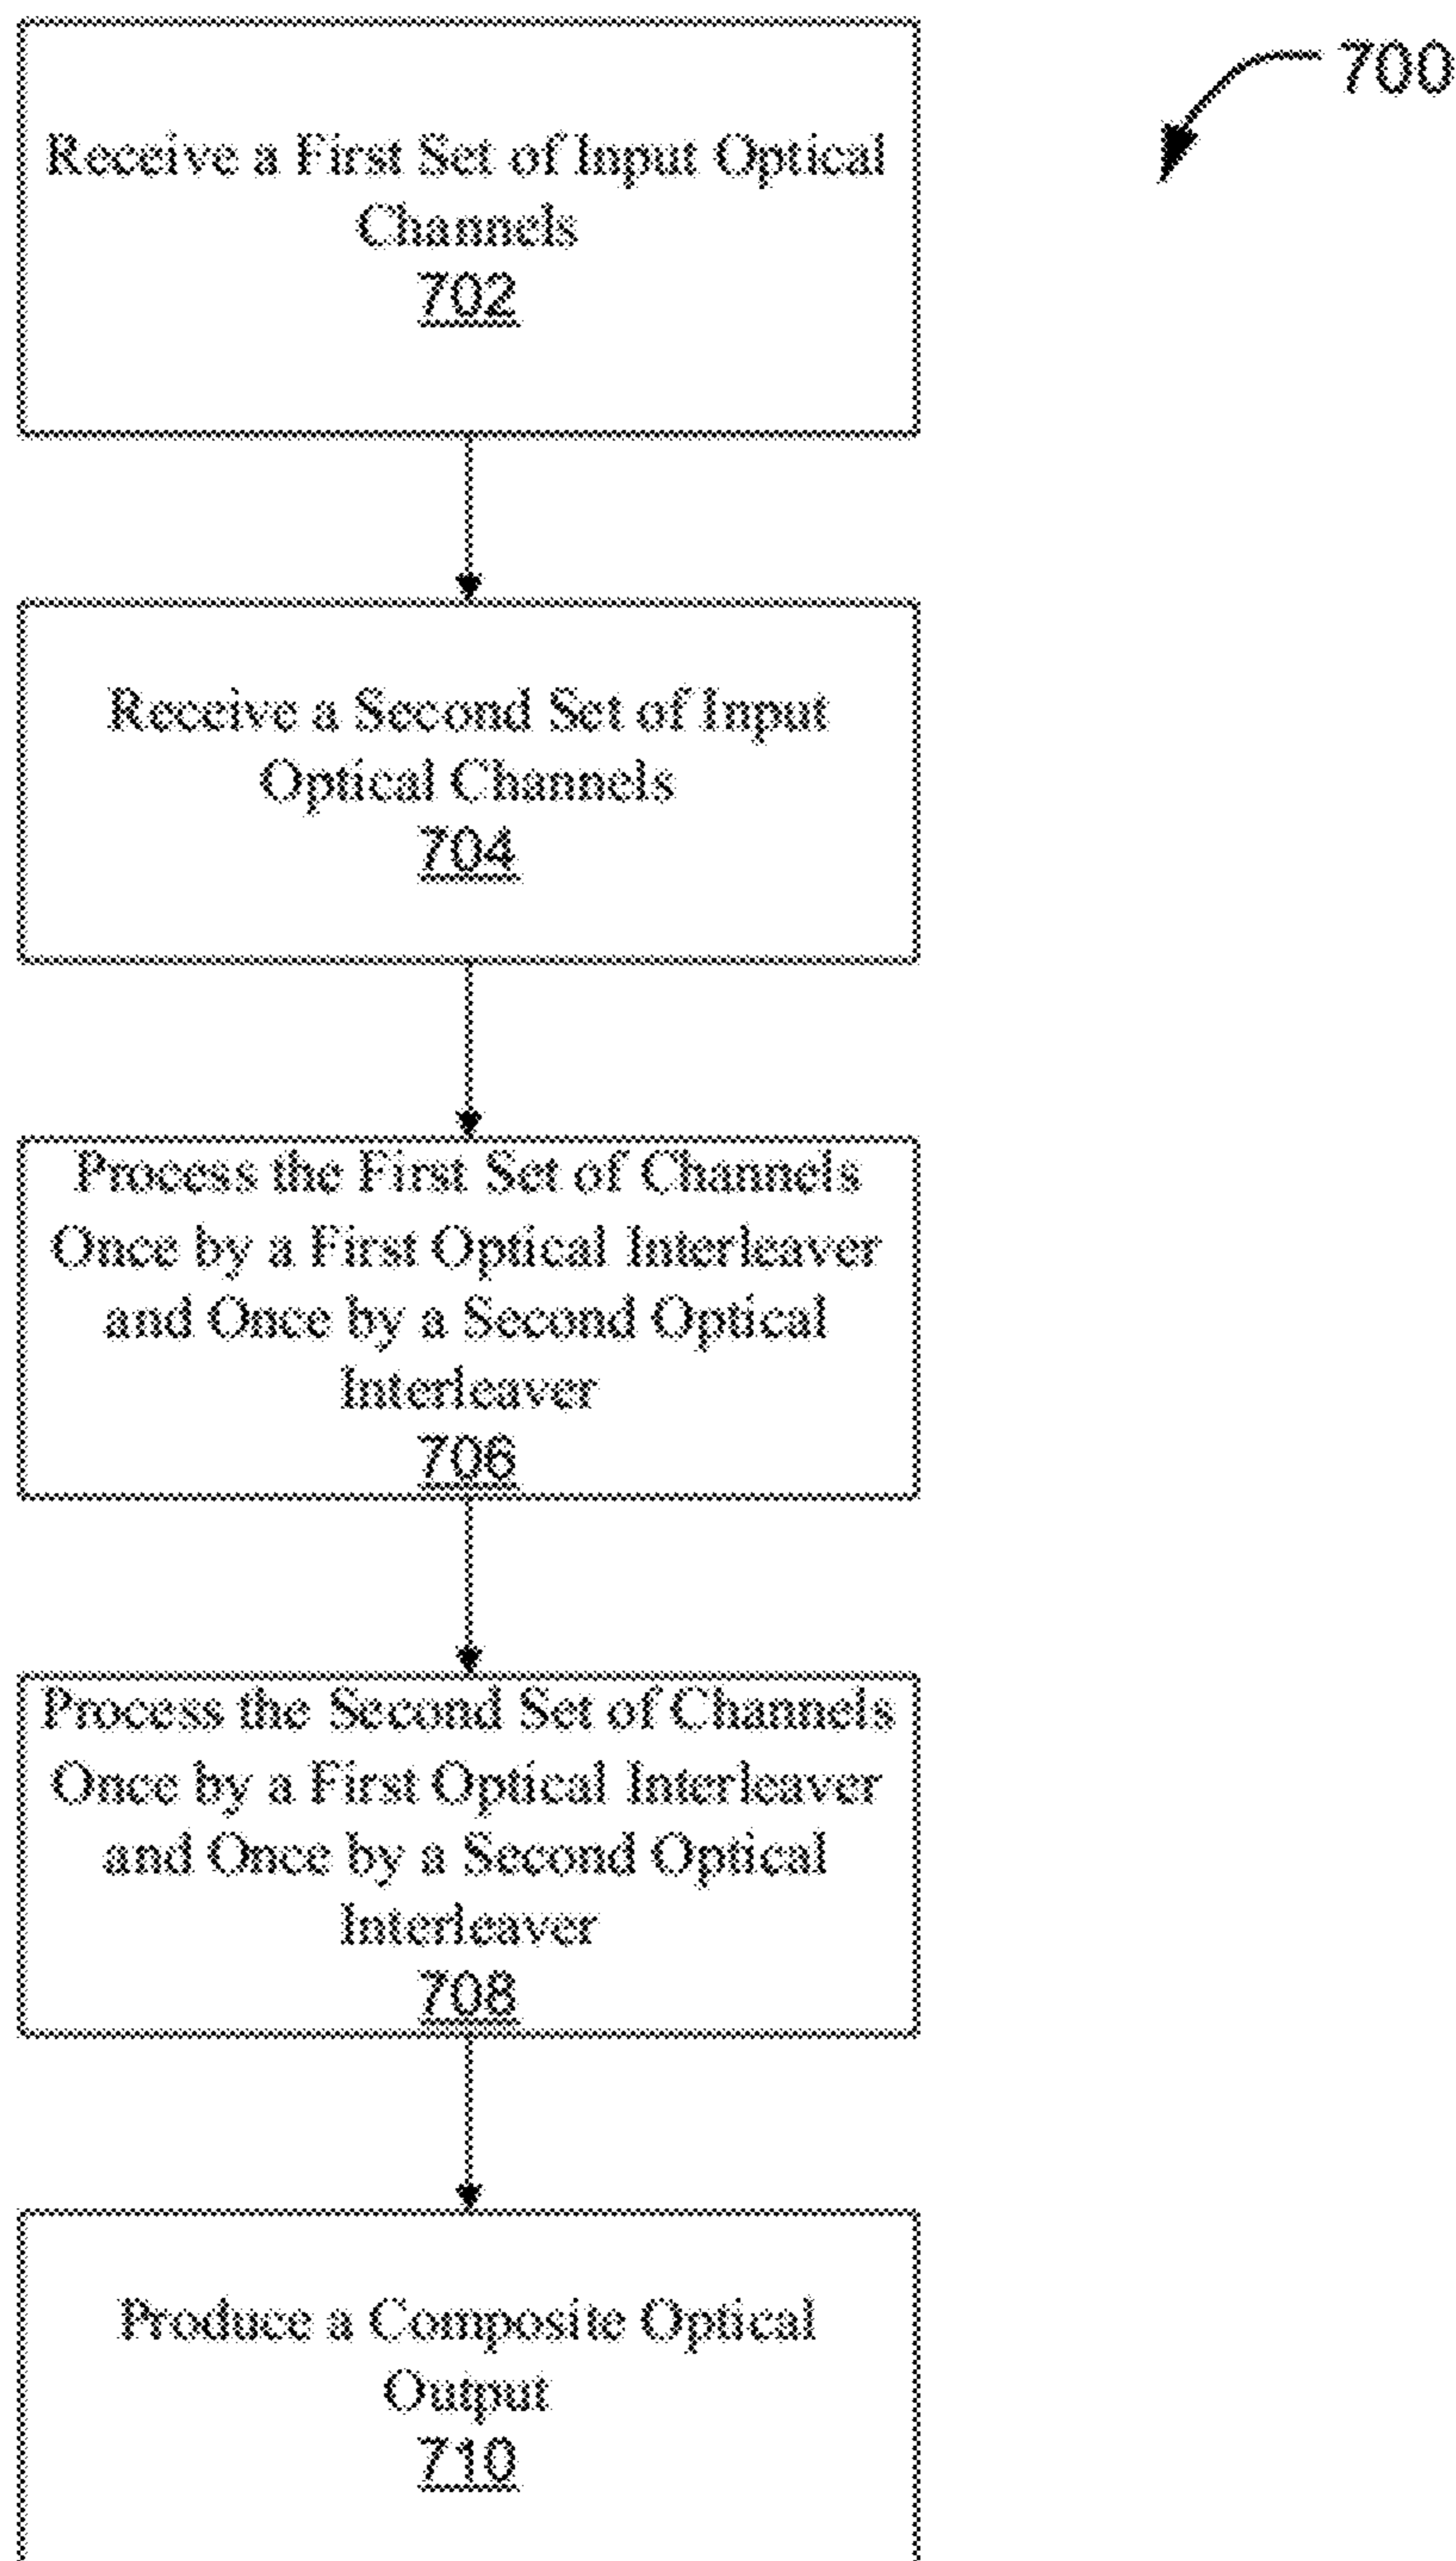 700
Receive a First Set of Input Optical
Channels
702
Receive a Second Set of Input
Optical Channels
704
Process the First Set of Channels
Once by a First Optical Interleaver
and Once by a Second Optical
Interleaver
706
Process the Second Set of Channels
Once by a First Optical Interleaver
and Once by a Second Optical
Interleaver
708
Produce a Composite Optical
Output
710